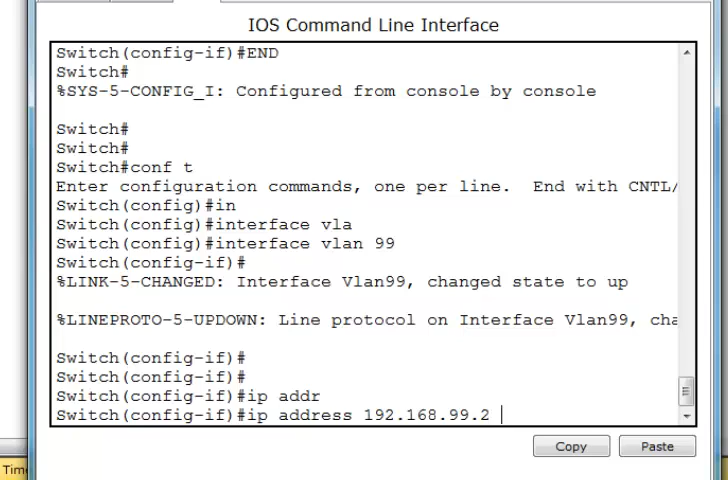 IOS Command Line Interface
Switch(config-if)#END
Switch#
%SYS-5-CONFIG_I: Configured from console by console
Switch#
Switch#
Switch#conf t
Enter configuration commands, one per line.  End with CNTL/
Switch(config)#in
Switch(config)#interface vla
Switch(config)#interface vlan 99
Switch(config-if)#
%LINK-5-CHANGED: Interface Vlan99, changed state to up
%LINEPROTO-5-UPDOWN: Line protocol on Interface Vlan99, cha
Switch(config-if)#
Switch(config-if)#
Switch(config-if)#ip addr
Switch(config-if)#ip address 192.168.99.2
Copy Paste
Time